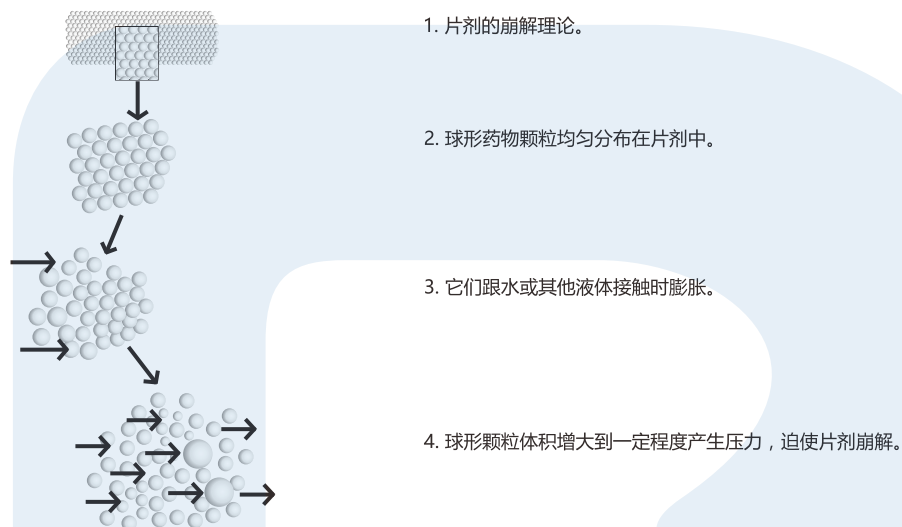 1. 片剂的崩解理论。
2. 球形药物颗粒均匀分布在片剂中。
3. 它们跟水或其他液体接触时膨胀。
4. 球形颗粒体积增大到一定程度产生压力，迫使片剂崩解。